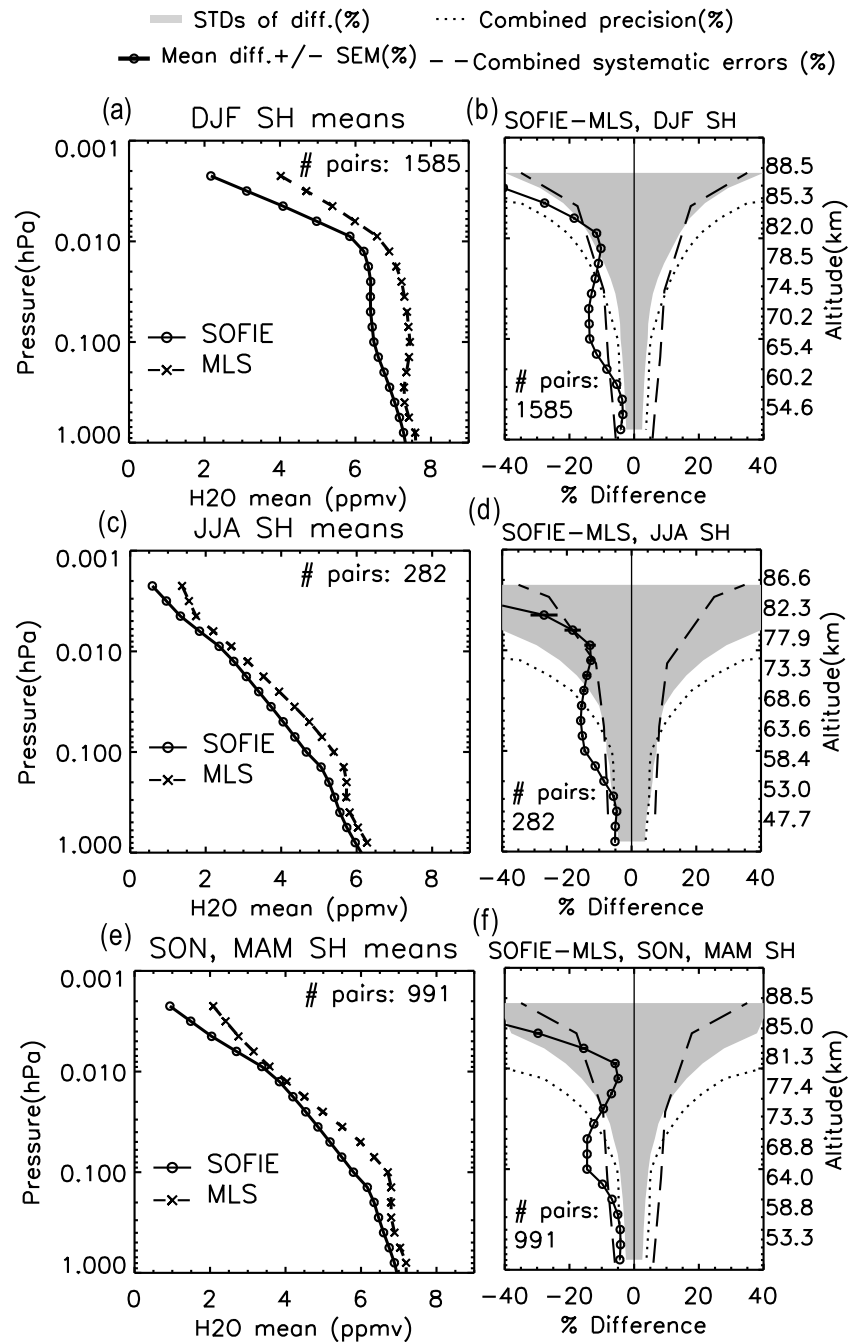 STDs of diff.(%)
Combined precision(%)
Mean diff.+/− SEM(%)
Combined systematic errors (%)
(a)
DJF SH means
# pairs: 1585
0.001
0.010
0.100
1.000
Pressure(hPa)
SOFIE
MLS
0 2 4 6 8
H2O mean (ppmv)
(b)
SOFIE−MLS, DJF SH
88.5
85.3
82.0
78.5
74.5
70.2
65.4
60.2
54.6
Altitude(km)
# pairs:
1585
−40 −20 0 20 40
% Difference
(c)
JJA SH means
# pairs: 282
0.001
0.010
0.100
1.000
Pressure(hPa)
SOFIE
MLS
0 2 4 6 8
H2O mean (ppmv)
(d)
SOFIE−MLS, JJA SH
86.6
82.3
77.9
73.3
68.6
63.6
58.4
53.0
47.7
Altitude(km)
# pairs:
282
−40 −20 0 20 40
% Difference
(e)
SON, MAM SH means
# pairs: 991
0.001
0.010
0.100
1.000
Pressure(hPa)
SOFIE
MLS
0 2 4 6 8
H2O mean (ppmv)
(f)
SOFIE−MLS, SON, MAM SH
88.5
85.0
81.3
77.4
73.3
68.8
64.0
58.8
53.3
Altitude(km)
# pairs:
991
−40 −20 0 20 40
% Difference